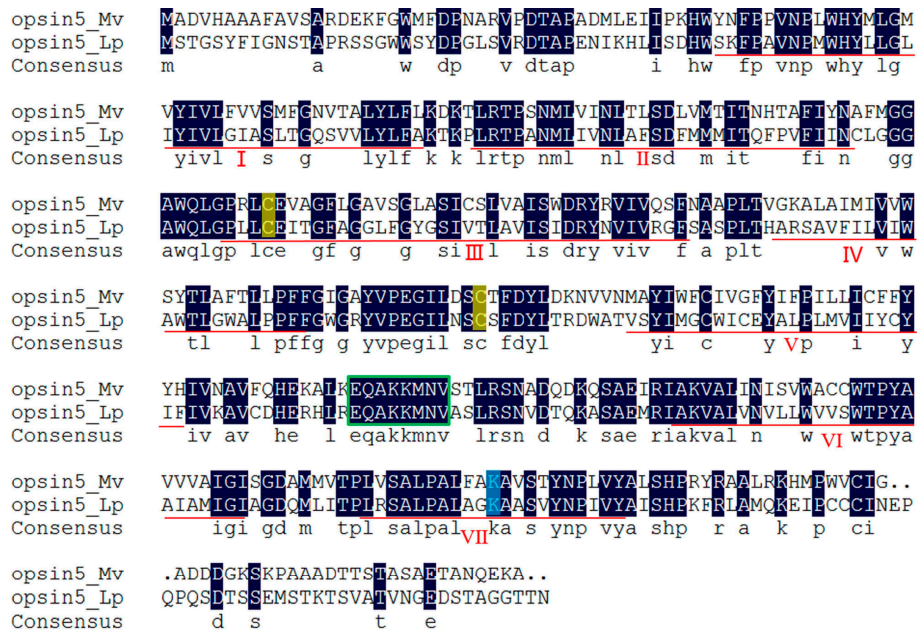 opsin5_Mv MADVHAAAFAVSARDEKFGWMFDPNARVPDTAPADMLEIIPKHWYNFPPVNPLWHYMLGM
opsin5_Lp MSTGSYFIGNSTAPRSSGWWSYDPGLSVRDTAPENIKHLISDHWSKFPAVNPMWHYLLGL
Consensus m a w dp v dtap i hw fp vnp why lg
opsin5_Mv VYIVLFVVSMFGNVTALYLFLKDKTLRTPSNMLVINLTLSDLVMTITNHTAFIYNAFMGG
opsin5_Lp IYIVLGIASLTGQSVVLYLFAKTKPLRTPANMLIVNLAFSDFMMMITQFPVFIINCLGGG
Consensus yivl I s g lylf k k lrtp nml nl II sd m it fi n gg
opsin5_Mv AWQLGPRLCEVAGFLGAVSGLASICSLVAISWDRYRVIVQSFNAAPLTVGKALAIMIVVW
opsin5_Lp AWQLGPLLCEITGFAGGLFGYGSIVTLAVISIDRYNVIVRGFSASPLTHARSAVFILVIW
Consensus awqlgp lce gf g g si III l is dry viv f a plt IV v w
opsin5_Mv SYTLAFTLLPFFGIGAYVPEGILDSCTFDYLDKNVVNMAYIWFCIVGFYIFPILLICFFY
opsin5_Lp AWTLGWALPPFFGWGRYVPEGILNSCSFDYLTRDWATVSYIMGCWICEYALPLMVIIYCY
Consensus tl l pffg g yvpegil sc fdyl yi c y V p i y
opsin5_Mv YHIVNAVFQHEKALKEQAKKMNVSTLRSNADQDKQSAEIRIAKVALINISVWACCWTPYA
opsin5_Lp IFIVKAVCDHERHLREQAKKMNVASLRSNVDTQKASAEMRIAKVALVNVLLWVVSWTPYA
Consensus iv av he l eqakkmnv lrsn d k sae riakval n w VI wtpya
opsin5_Mv VVVAIGISGDAMMVTPLVSALPALFAKAVSTYNPLVYALSHPRYRAALRKHMPWVCIG..
opsin5_Lp AIAMIGIAGDQMLITPLRSALPALAGKAASVYNPIVYAISHPKFRLAMQKEIPCCCINEP
Consensus igi gd m tpl salpal VII ka s ynp vya shp r a k p ci
opsin5_Mv .ADDDGKSKPAAADTTSTASAETANQEKA..
opsin5_Lp QPQSDTSSEMSTKTSVATVNGEDSTAGGTTN
Consensus d s t e